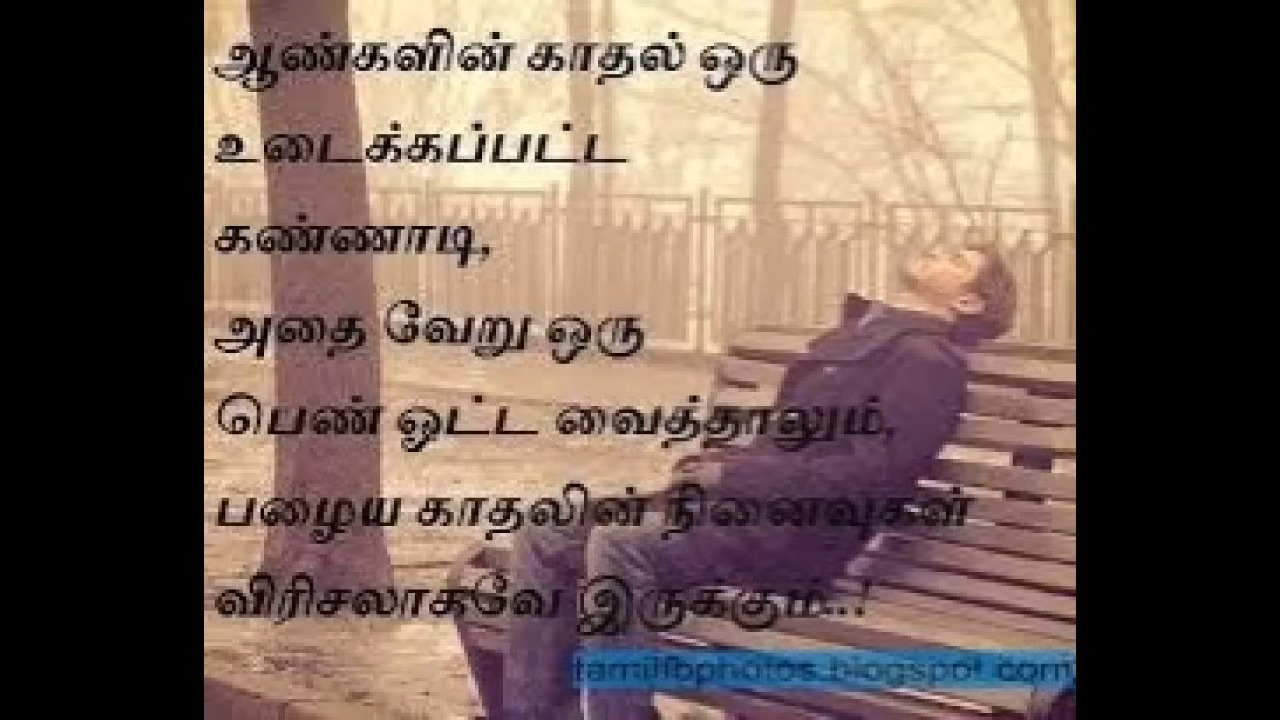 ஆண்களின் காதல் ஒரு
உடைக்கப்பட்ட
கண்ணாடி,
அதை வேறு ஒரு
பெண் ஓட்ட வைத்தாலும்,
பழைய காதலின் நினைவுகள்
விரிசலாகவே இருக்கும்..!
tamilfbphotos.blogspot.com